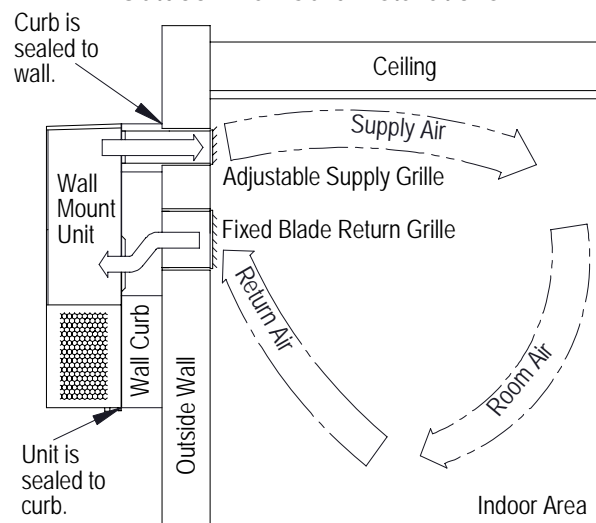 Curb is
sealed to
wall.
Ceiling
Supply Air
Adjustable Supply Grille
Wall
Mount
Unit
Fixed Blade Return Grille
Return Air
Room Air
Wall Curb
Outside Wall
Unit is
sealed to
curb.
Indoor Area